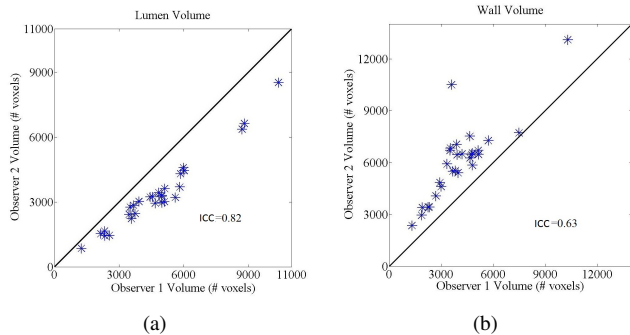 Lumen Volume
11000
9000
6000
3000
0
0 3000 6000 9000 11000
Observer 2 Volume (# voxels)
ICC=0.82
Observer 1 Volume (# voxels)
(a)
Wall Volume
12000
9000
6000
3000
0
0 3000 6000 9000 12000
Observer 2 Volume (# voxels)
ICC=0.63
Observer 1 Volume (# voxels)
(b)